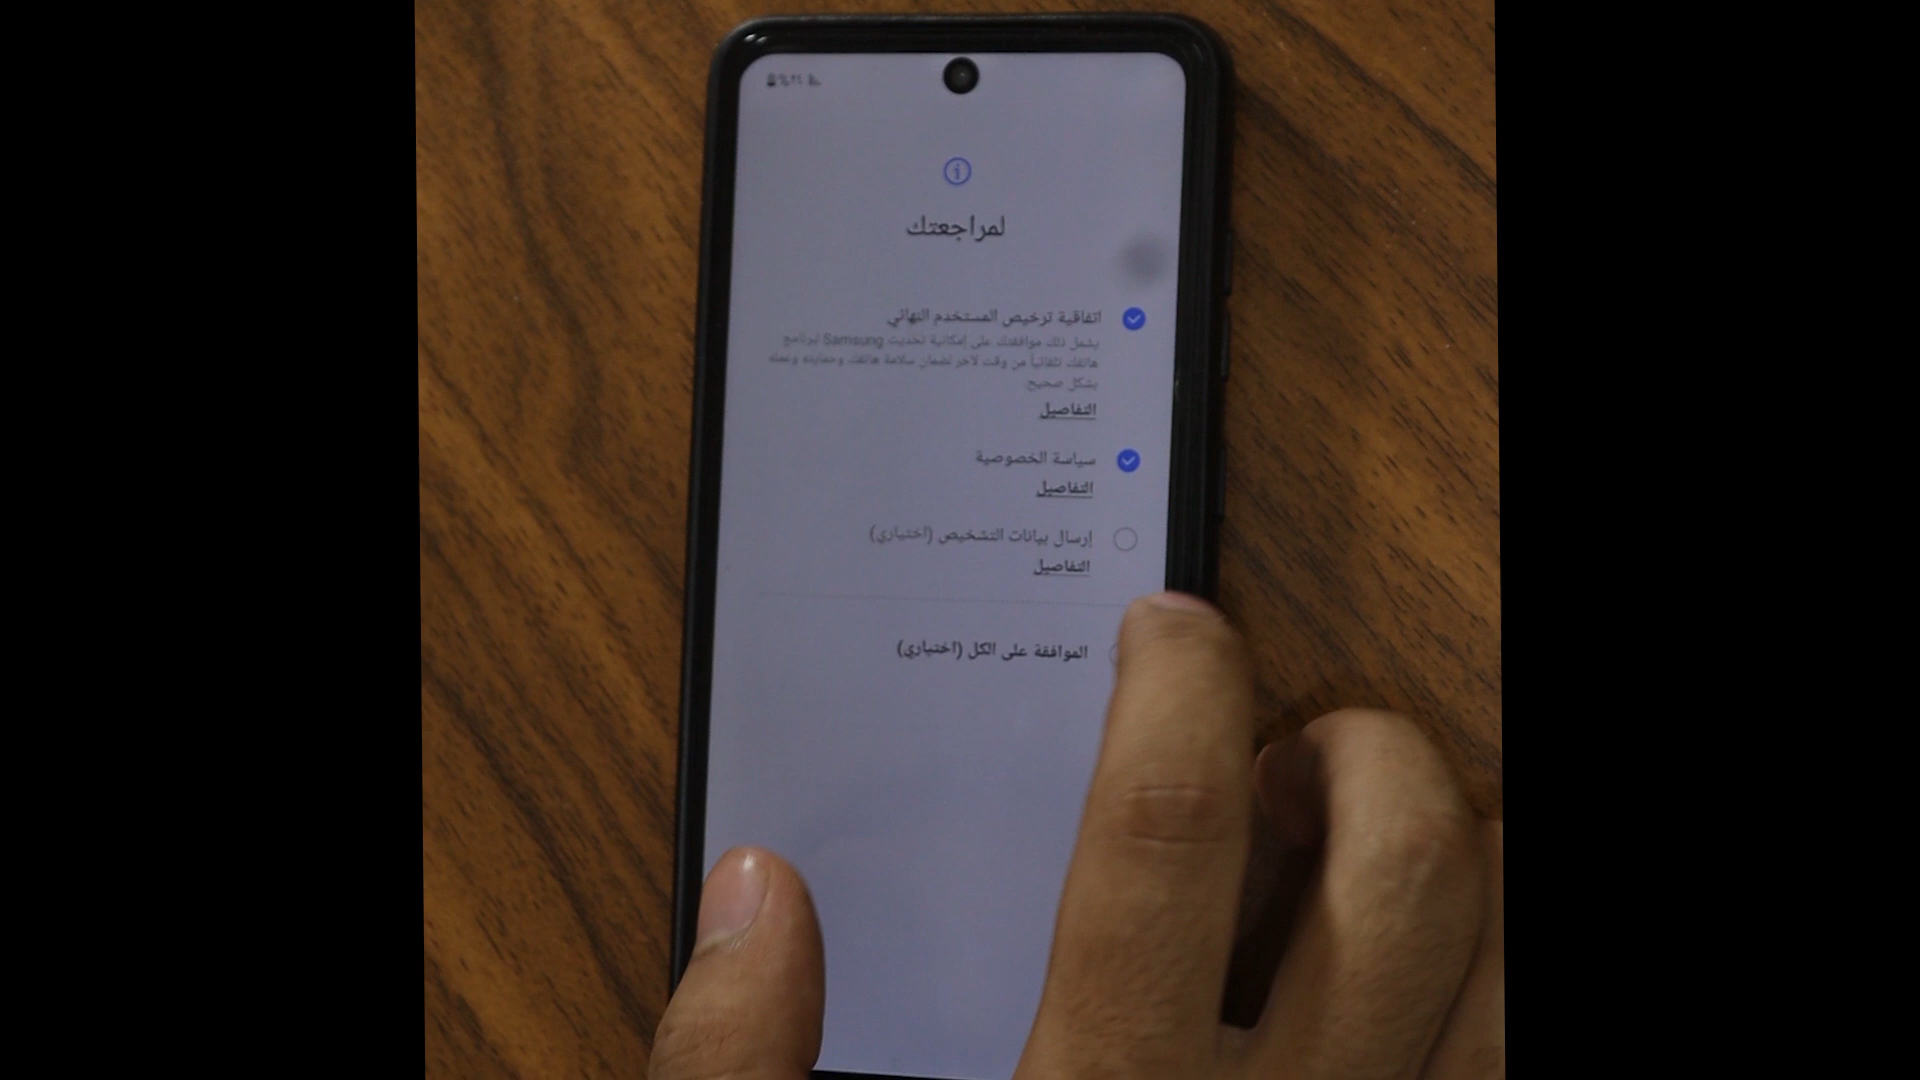 لمراجعتك
اتفاقية ترخيص المستخدم النهائي
يشمل ذلك موافقتك على إمكانية تحديث Samsung لبرنامج
هاتفك تلقائياً من وقت لآخر لضمان سلامة هاتفك وحمايته وعمله
بشكل صحيح.
التفاصيل
سياسة الخصوصية
التفاصيل
إرسال بيانات التشخيص (اختياري)
التفاصيل
الموافقة على الكل (اختياري)